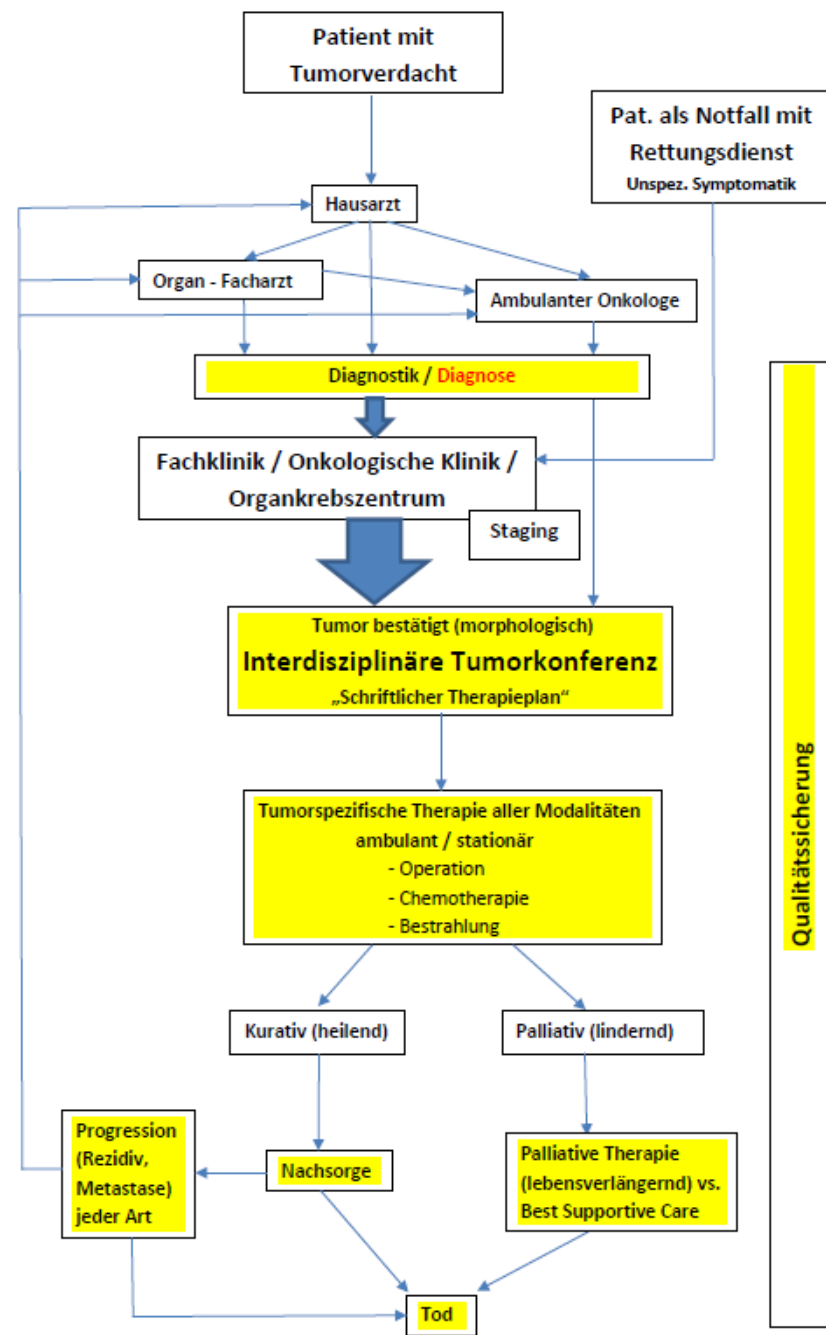 Patient mit
Tumorverdacht
Pat. als Notfall mit
Rettungsdienst
Unspez. Symptomatik
Hausarzt
Organ - Facharzt
Ambulanter Onkologe
Diagnostik / Diagnose
Fachklinik / Onkologische Klinik /
Organkrebszentrum
Staging
Tumor bestätigt (morphologisch)
Interdisziplinäre Tumorkonferenz
„Schriftlicher Therapieplan“
Tumorspezifische Therapie aller Modalitäten
ambulant / stationär
- Operation
- Chemotherapie
- Bestrahlung
Kurativ (heilend)
Palliativ (lindernd)
Progression
(Rezidiv,
Metastase)
jeder Art
Nachsorge
Palliative Therapie
(lebensverlängernd) vs.
Best Supportive Care
Tod
Qualitätssicherung